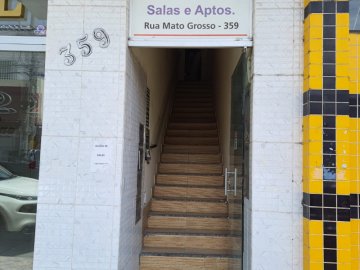 Salas e Aptos.
Rua Mato Grosso - 359
359